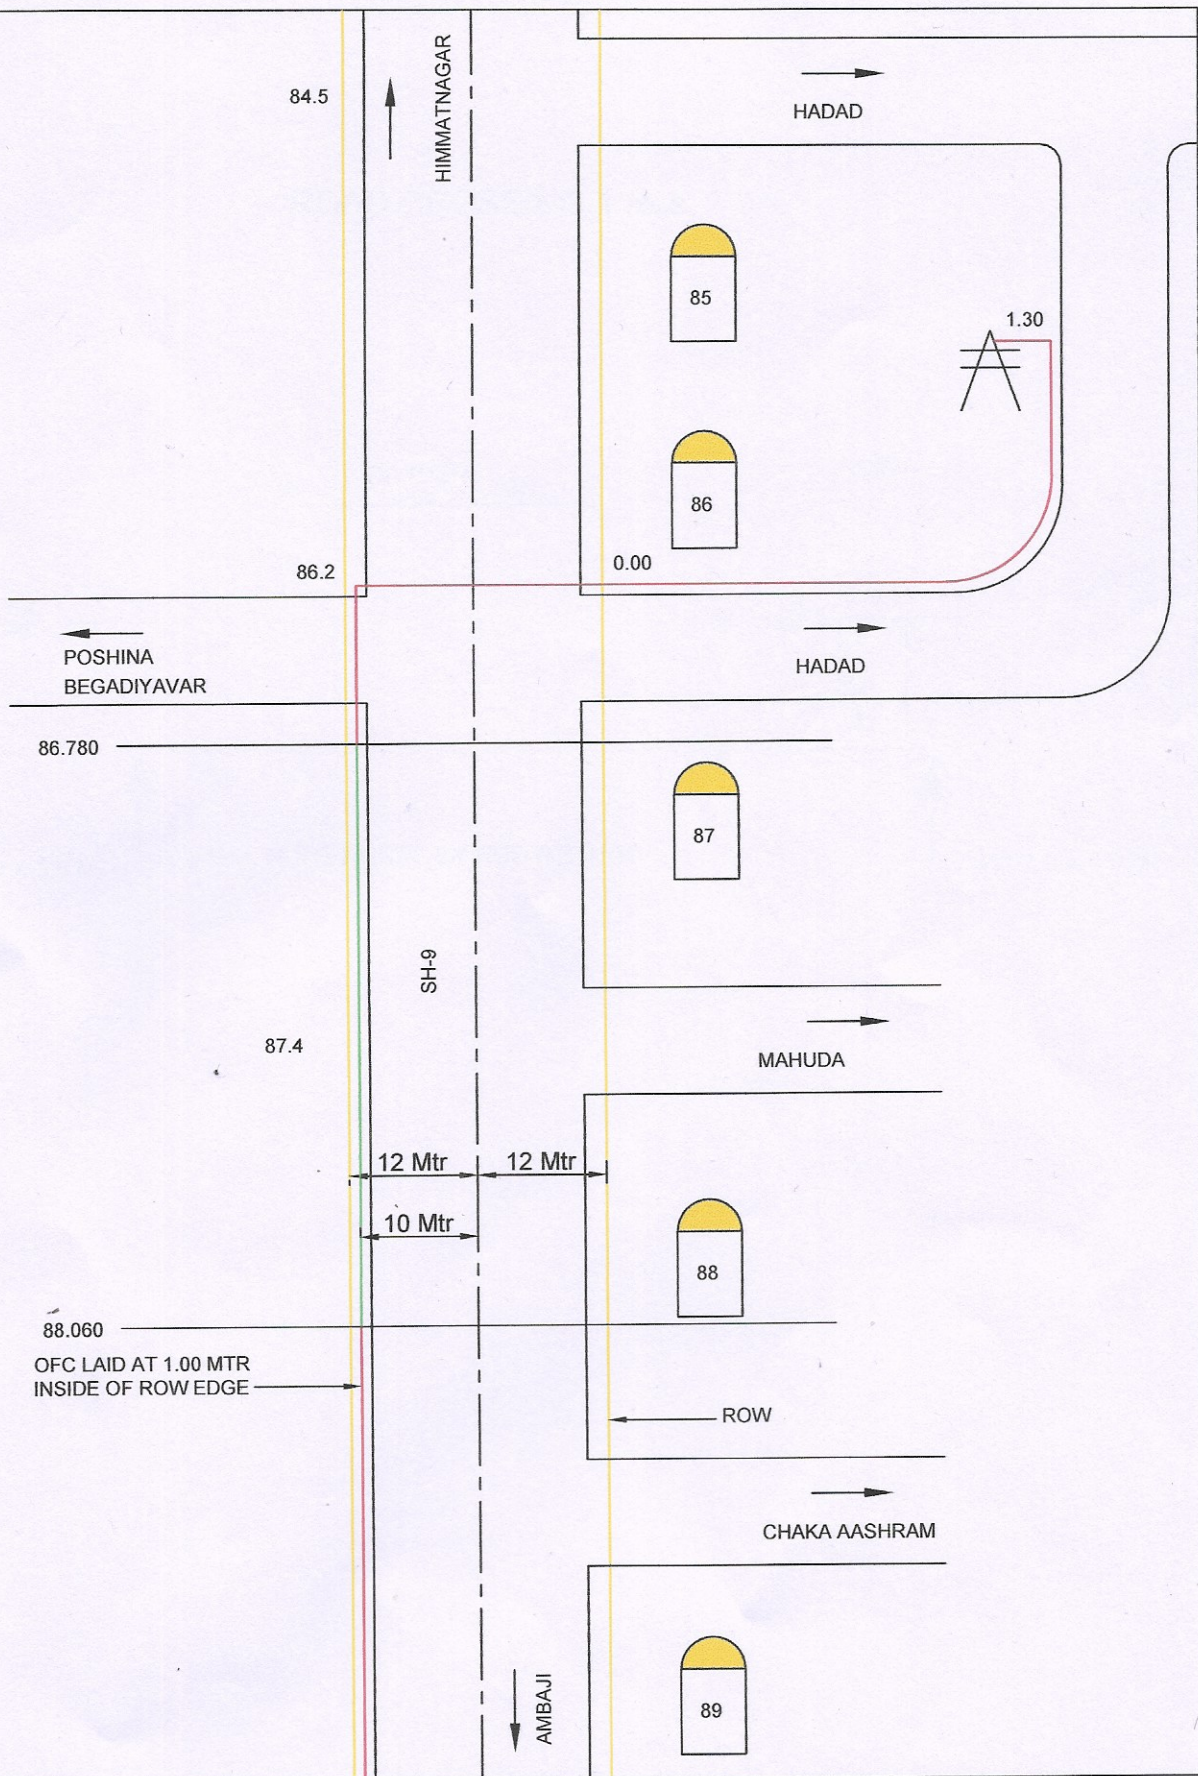 84.5
HIMMATNAGAR
HADAD
85
1.30
86
86.2
0.00
POSHINA
BEGADIYAVAR
HADAD
86.780
87
SH-9
87.4
MAHUDA
12 Mtr
12 Mtr
10 Mtr
88
88.060
OFC LAID AT 1.00 MTR
INSIDE OF ROW EDGE
ROW
CHAKA AASHRAM
89
AMBAJI